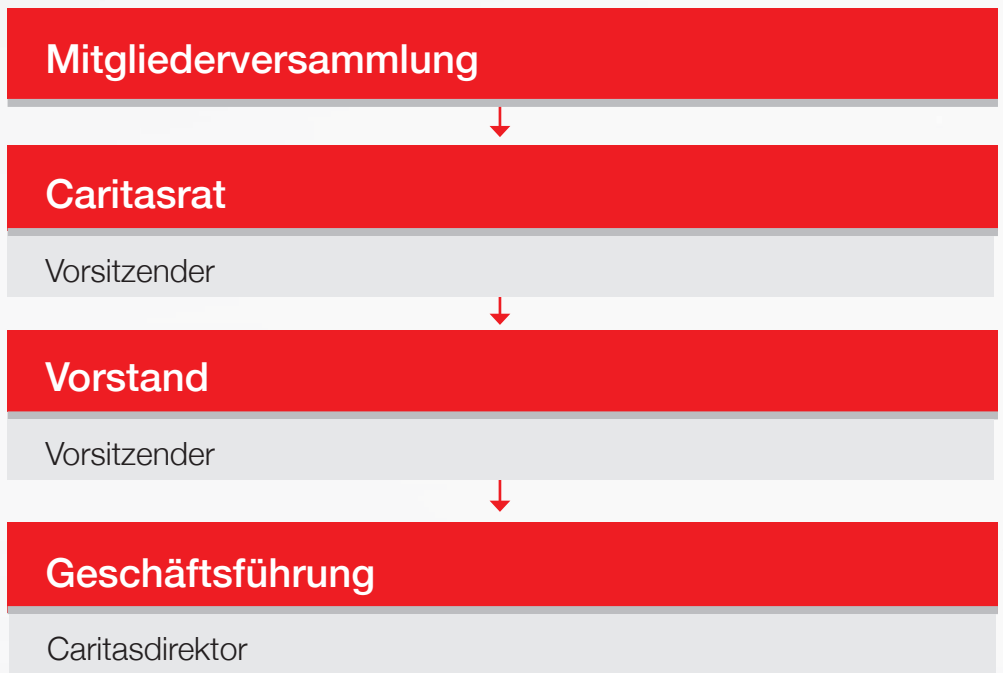 Mitgliederversammlung
Caritasrat
Vorsitzender
Vorstand
Vorsitzender
Geschäftsführung
Caritasdirektor